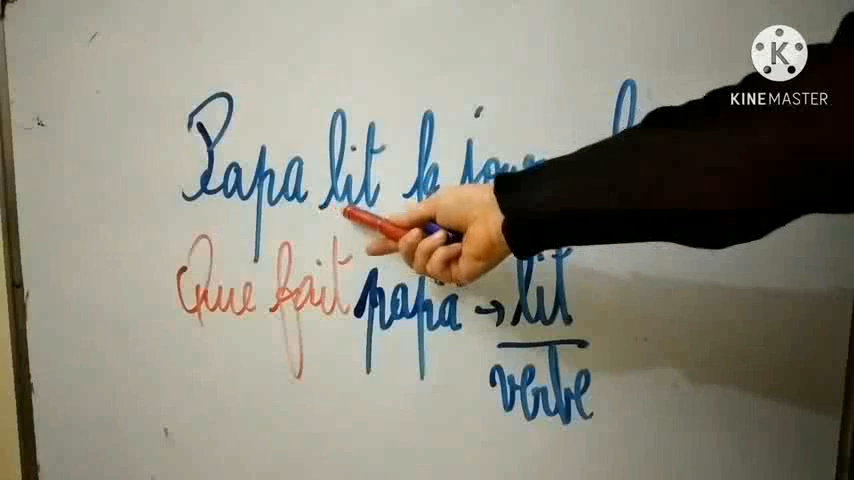 Papa lit le
Que fait papa → lit
verbe
KINEMASTER